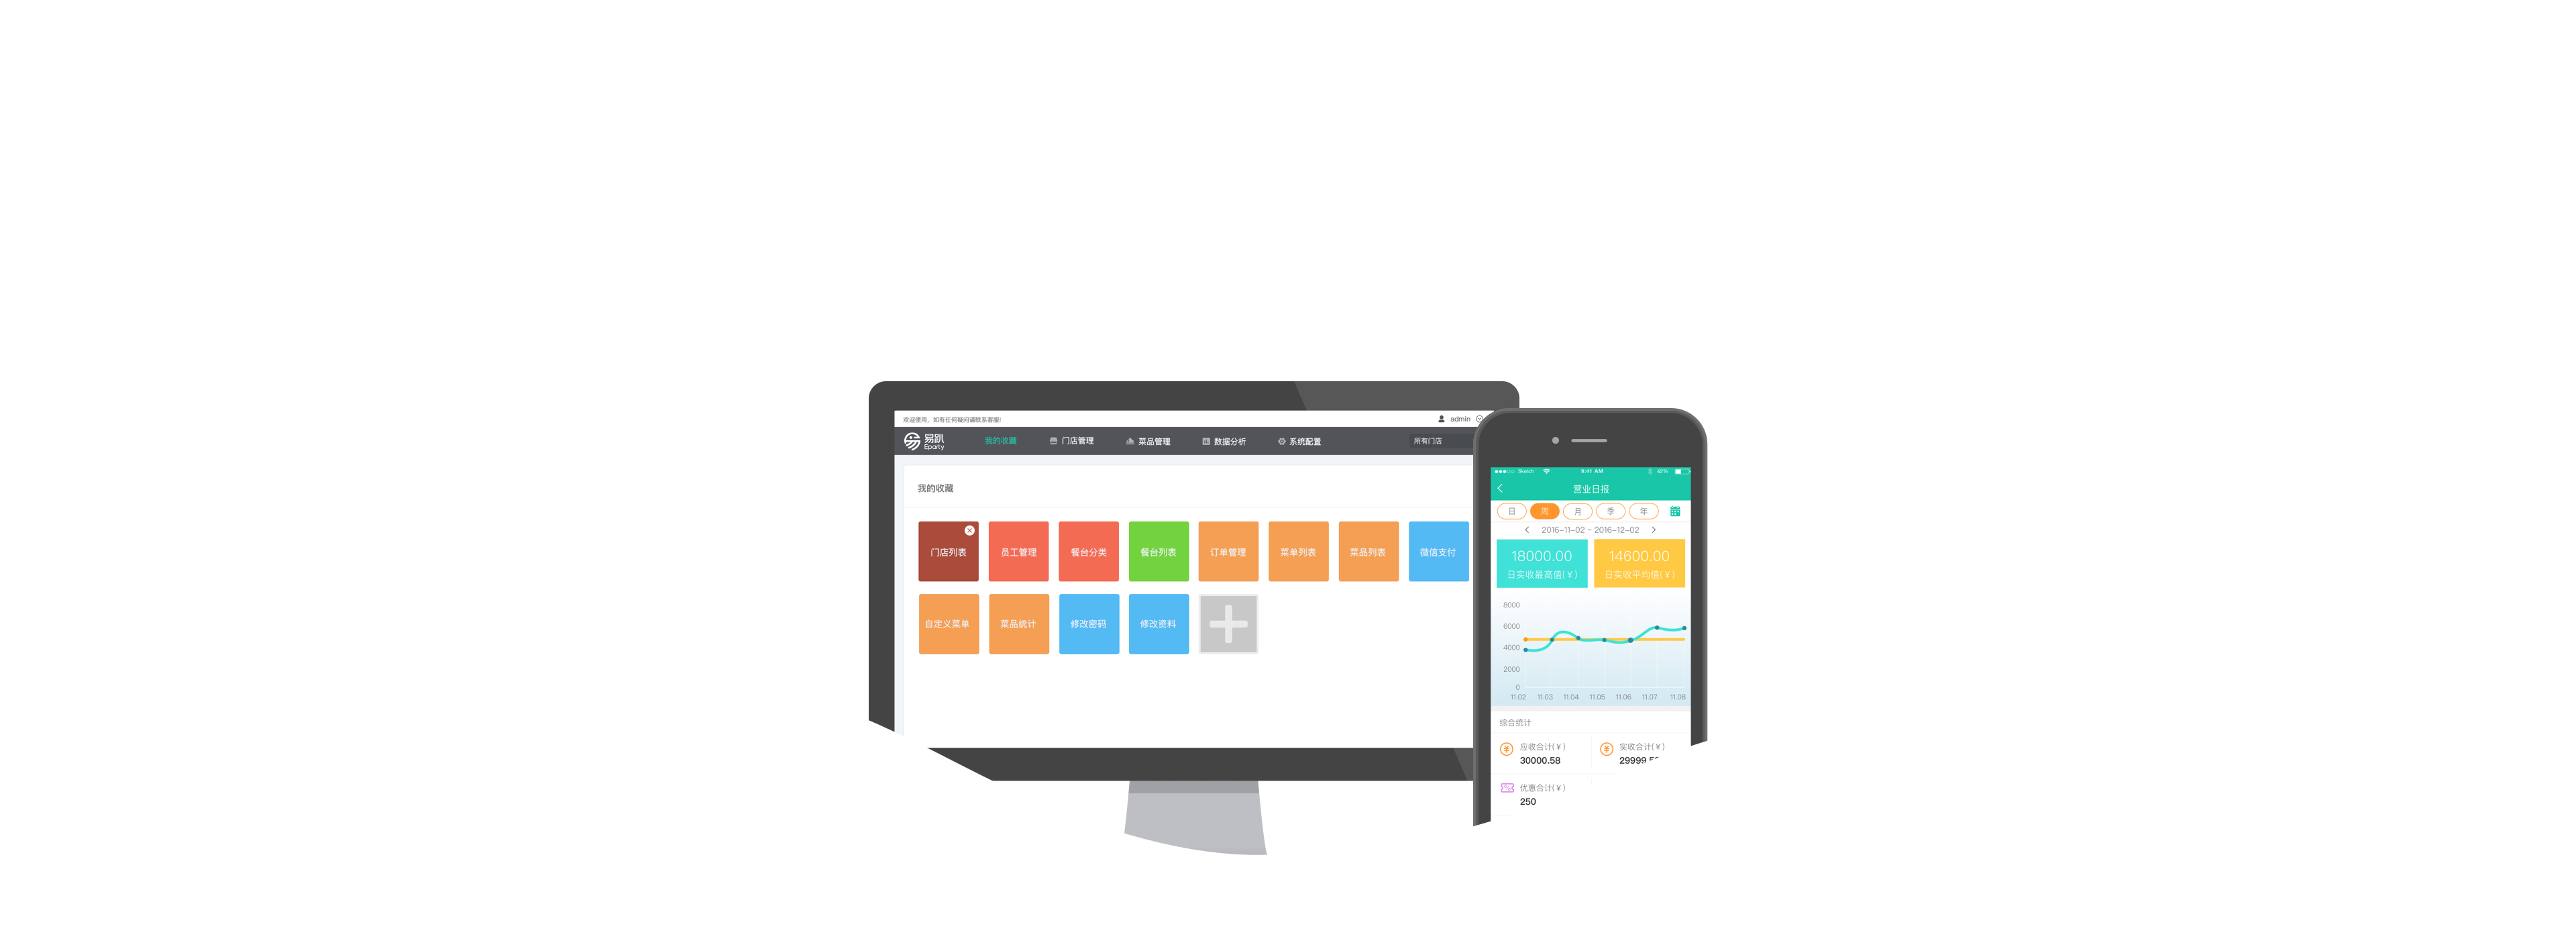 欢迎使用，如有任何疑问请联系客服!
admin
易趴
Eparty
我的收藏
门店管理
菜品管理
数据分析
系统配置
所有门店
我的收藏
门店列表
员工管理
餐台分类
餐台列表
订单管理
菜单列表
菜品列表
微信支付
自定义菜单
菜品统计
修改密码
修改资料
Sketch
9:41 AM
42%
营业日报
日
周
月
季
年
2016-11-02 ~ 2016-12-02
18000.00
日实收最高值(¥)
14600.00
日实收平均值(¥)
8000
6000
4000
2000
0
11.02 11.03 11.04 11.05 11.06 11.07 11.08
综合统计
应收合计(¥)
30000.58
实收合计(¥)
29999
优惠合计(¥)
250